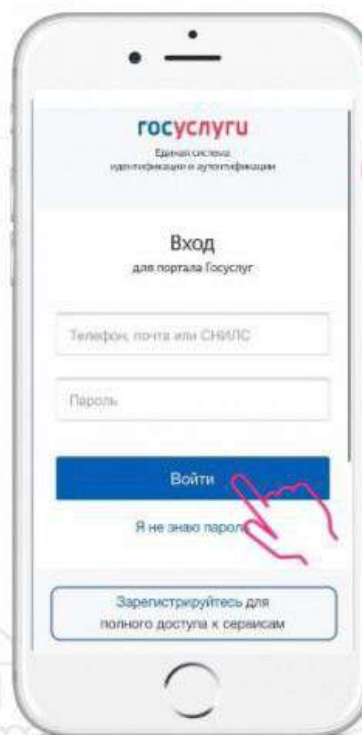 госуслуги
Единая система
идентификации и аутентификации
Вход
для портала Госуслуг
Телефон, почта или СНИЛС
Пароль
Войти
Я не знаю пароль
Зарегистрируйтесь для
полного доступа к сервисам